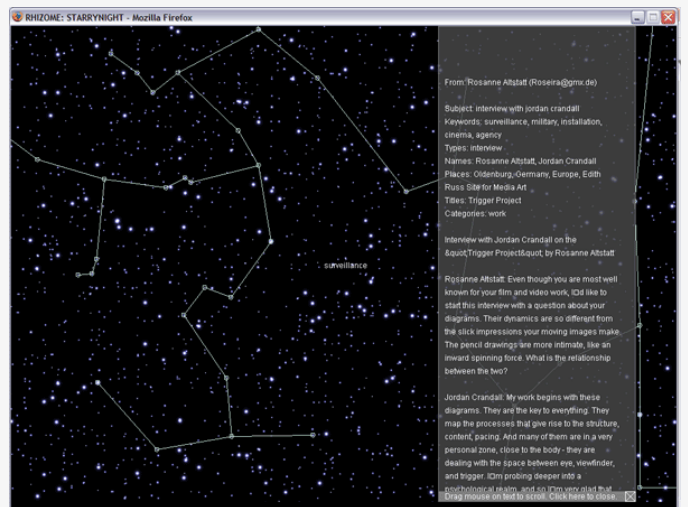 RHIZOME: STARRYNIGHT - Mozilla Firefox
From: Rosanne Altstatt (Roseira@gmx.de)
Subject: interview with jordan crandall
Keywords: surveillance, military, installation,
cinema, agency
Types: interview
Names: Rosanne Altstatt, Jordan Crandall
Places: Oldenburg, Germany, Europe, Edith
Russ Site for Media Art
Titles: Trigger Project
Categories: work
Interview with Jordan Crandall on the
&quot;Trigger Project&quot; by Rosanne Altstatt
surveillance
Rosanne Altstatt: Even though you are most well
known for your film and video work, I□d like to
start this interview with a question about your
diagrams. Their dynamics are so different from
the slick impressions your moving images make.
The pencil drawings are more intimate, like an
inward spinning force. What is the relationship
between the two?
Jordan Crandall: My work begins with these
diagrams. They are the key to everything. They
map the processes that give rise to the structure,
content, pacing. And many of them are in a very
personal zone, close to the body - they are
dealing with the space between eye, viewfinder,
and trigger. I□m probing deeper into a
psychological realm, and so I□m very glad that
Drag mouse on text to scroll. Click here to close